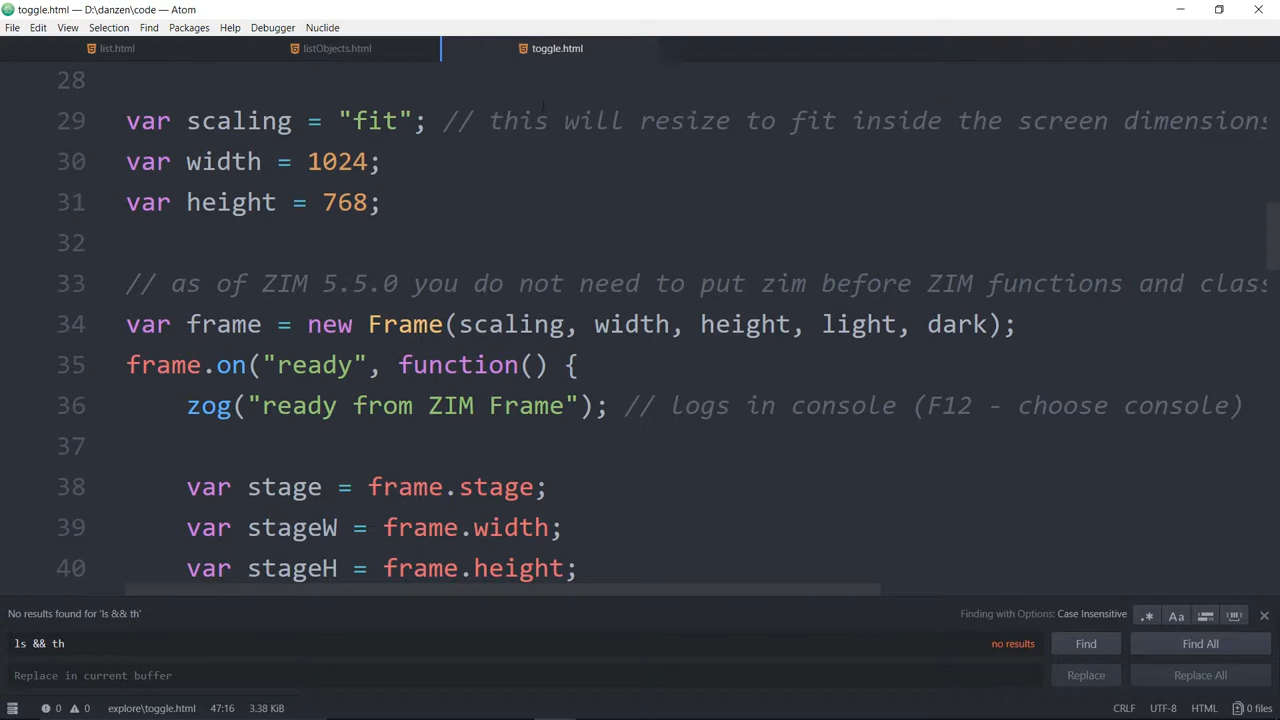 toggle.html — D:\danzen\code — Atom
File Edit View Selection Find Packages Help Debugger Nuclide
list.html listObjects.html toggle.html
28
29 var scaling = "fit"; // this will resize to fit inside the screen dimensions
30 var width = 1024;
31 var height = 768;
32
33 // as of ZIM 5.5.0 you do not need to put zim before ZIM functions and class
34 var frame = new Frame(scaling, width, height, light, dark);
35 frame.on("ready", function() {
36 zog("ready from ZIM Frame"); // logs in console (F12 - choose console)
37
38 var stage = frame.stage;
39 var stageW = frame.width;
40 var stageH = frame.height;
No results found for 'ls && th' Finding with Options: Case Insensitive .* Aa
ls && th no results Find Find All
Replace in current buffer Replace Replace All
0 0 explore\toggle.html 47:16 3.38 KiB CRLF UTF-8 HTML 0 files